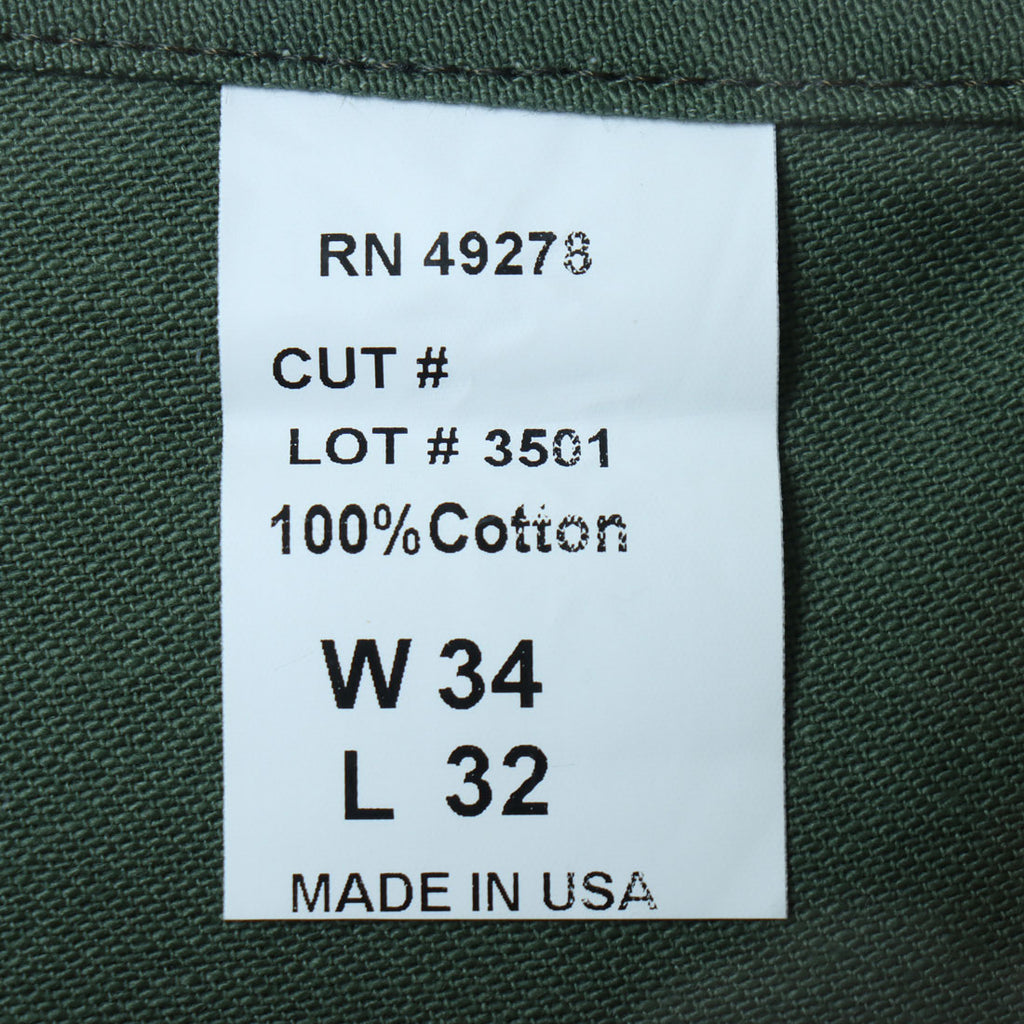 RN 49278
CUT #
LOT # 3501
100%Cotton
W 34
L 32
MADE IN USA